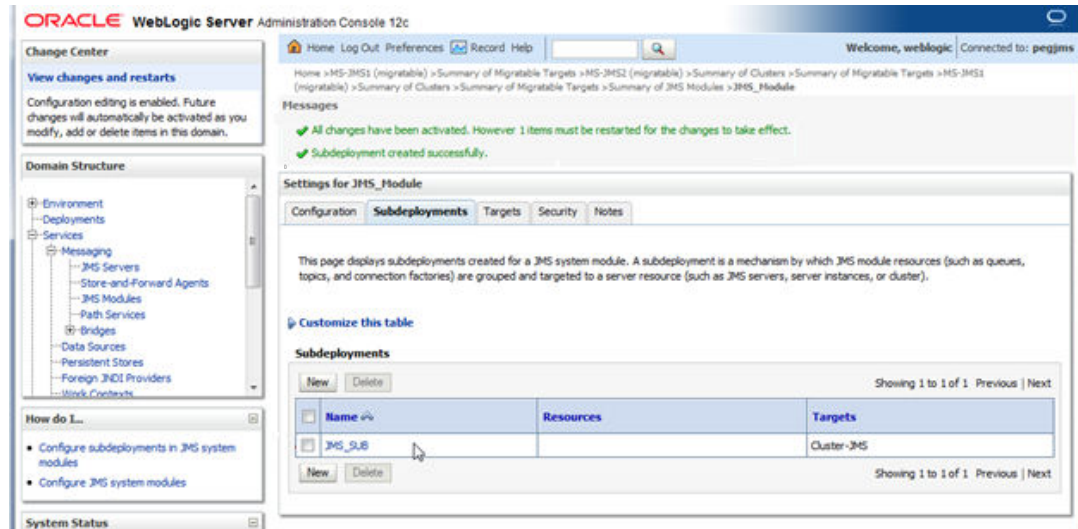 ORACLE WebLogic Server Administration Console 12c
Change Center
View changes and restarts
Configuration editing is enabled. Future
changes will automatically be activated as you
modify, add or delete items in this domain.
Domain Structure
Environment
Deployments
Services
Messaging
JMS Servers
Store-and-Forward Agents
JMS Modules
Path Services
Bridges
Data Sources
Persistent Stores
Foreign JNDI Providers
Work Contexts
How do I...
• Configure subdeployments in JMS system
modules
• Configure JMS system modules
System Status
Home Log Out Preferences Record Help
Welcome, weblogic Connected to: pegjms
Home >MS-JMS1 (migratable) >Summary of Migratable Targets >MS-JMS2 (migratable) >Summary of Clusters >Summary of Migratable Targets >MS-JMS1
(migratable) >Summary of Clusters >Summary of Migratable Targets >Summary of JMS Modules >JMS_Module
Messages
All changes have been activated. However 1 items must be restarted for the changes to take effect.
Subdeployment created successfully.
Settings for JMS_Module
Configuration Subdeployments Targets Security Notes
This page displays subdeployments created for a JMS system module. A subdeployment is a mechanism by which JMS module resources (such as queues,
topics, and connection factories) are grouped and targeted to a server resource (such as JMS servers, server instances, or cluster).
Customize this table
Subdeployments
New Delete Showing 1 to 1 of 1 Previous | Next
Name Resources Targets
JMS_SUB Cluster-JMS
New Delete Showing 1 to 1 of 1 Previous | Next